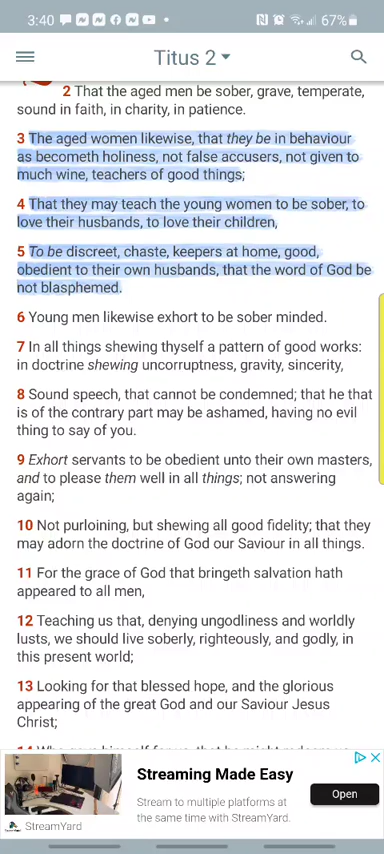 3:40
67%
Titus 2
2 That the aged men be sober, grave, temperate,
sound in faith, in charity, in patience.
3 The aged women likewise, that they be in behaviour
as becometh holiness, not false accusers, not given to
much wine, teachers of good things;
4 That they may teach the young women to be sober, to
love their husbands, to love their children,
5 To be discreet, chaste, keepers at home, good,
obedient to their own husbands, that the word of God be
not blasphemed.
6 Young men likewise exhort to be sober minded.
7 In all things shewing thyself a pattern of good works:
in doctrine shewing uncorruptness, gravity, sincerity,
8 Sound speech, that cannot be condemned; that he that
is of the contrary part may be ashamed, having no evil
thing to say of you.
9 Exhort servants to be obedient unto their own masters,
and to please them well in all things; not answering
again;
10 Not purloining, but shewing all good fidelity; that they
may adorn the doctrine of God our Saviour in all things.
11 For the grace of God that bringeth salvation hath
appeared to all men,
12 Teaching us that, denying ungodliness and worldly
lusts, we should live soberly, righteously, and godly, in
this present world;
13 Looking for that blessed hope, and the glorious
appearing of the great God and our Saviour Jesus
Christ;
Streaming Made Easy
Stream to multiple platforms at
the same time with StreamYard.
Open
StreamYard